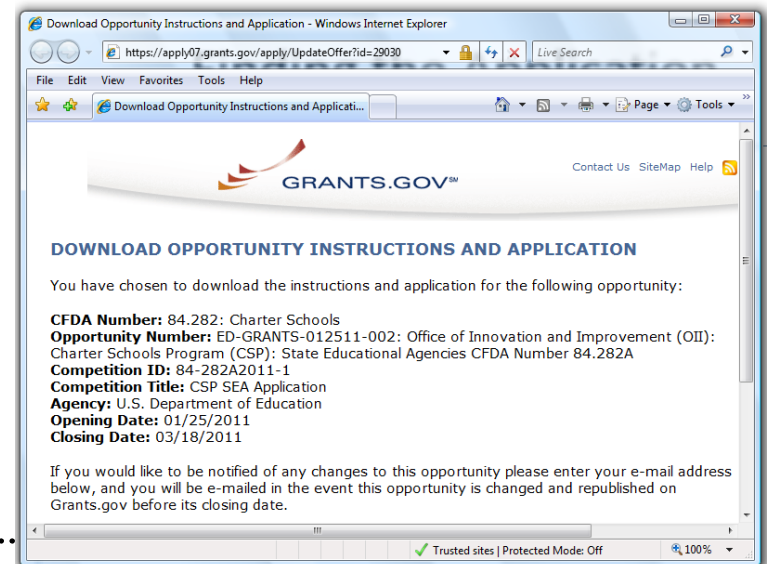 Download Opportunity Instructions and Application - Windows Internet Explorer
https://apply07.grants.gov/apply/UpdateOffer?id=29030
Live Search
File Edit View Favorites Tools Help
Download Opportunity Instructions and Applicati...
Page Tools
GRANTS.GOV℠
Contact Us SiteMap Help
DOWNLOAD OPPORTUNITY INSTRUCTIONS AND APPLICATION
You have chosen to download the instructions and application for the following opportunity:
CFDA Number: 84.282: Charter Schools
Opportunity Number: ED-GRANTS-012511-002: Office of Innovation and Improvement (OII):
Charter Schools Program (CSP): State Educational Agencies CFDA Number 84.282A
Competition ID: 84-282A2011-1
Competition Title: CSP SEA Application
Agency: U.S. Department of Education
Opening Date: 01/25/2011
Closing Date: 03/18/2011
If you would like to be notified of any changes to this opportunity please enter your e-mail address
below, and you will be e-mailed in the event this opportunity is changed and republished on
Grants.gov before its closing date.
Trusted sites | Protected Mode: Off
100%